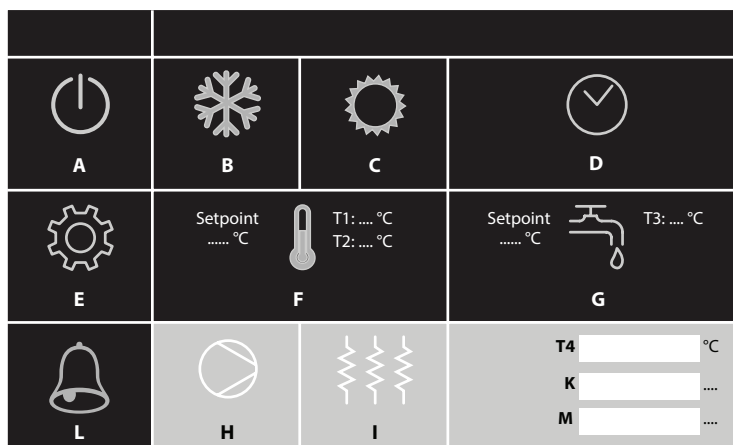 A
B
C
D
Setpoint
...... °C
T1: .... °C
T2: .... °C
Setpoint
...... °C
T3: .... °C
E
F
G
T4 °C
K ....
M ....
L
H
I